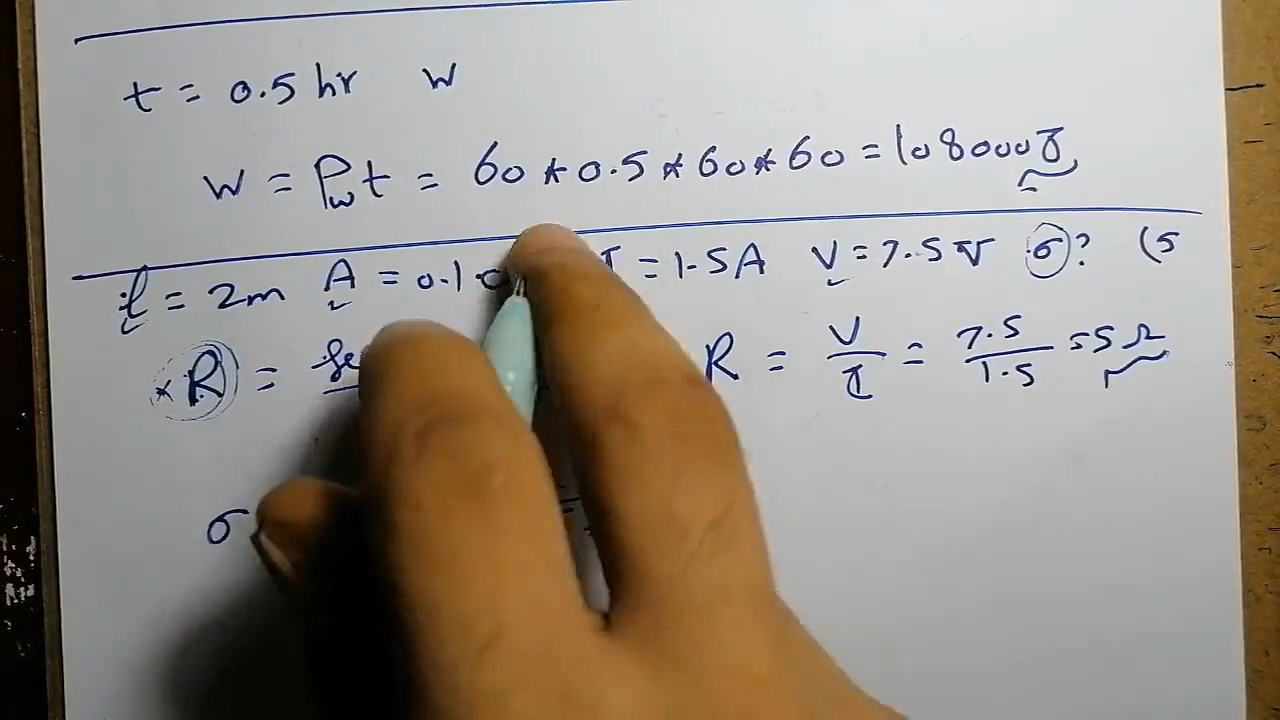 t = 0.5 hr W
W = Pwt = 60 * 0.5 * 60 * 60 = 108000 J
l = 2m A = 0.1 I = 1.5A V = 7.5 V σ? (5
* R = R = V/I = 7.5/1.5 = 5 Ω
σ